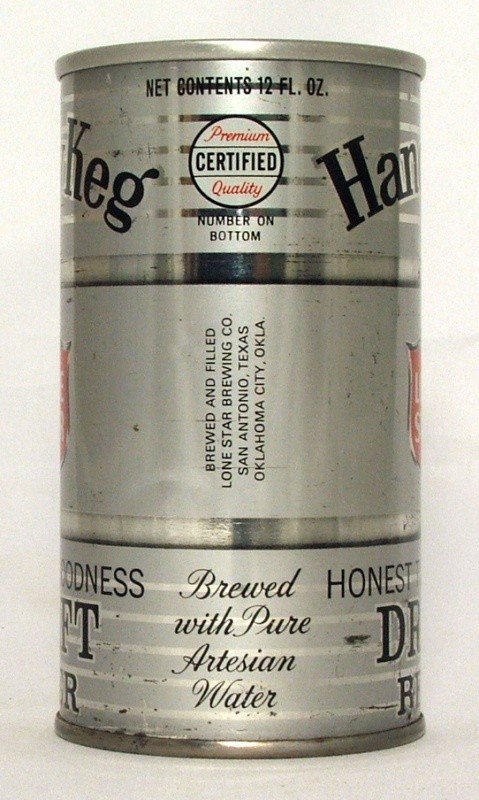 NET CONTENTS 12 FL. OZ.
Keg
Premium
CERTIFIED
Quality
Han
NUMBER ON
BOTTOM
BREWED AND FILLED
LONE STAR BREWING CO.
SAN ANTONIO, TEXAS
OKLAHOMA CITY, OKLA.
OODNESS
FT
R
Brewed
with Pure
Artesian
Water
HONEST
DR